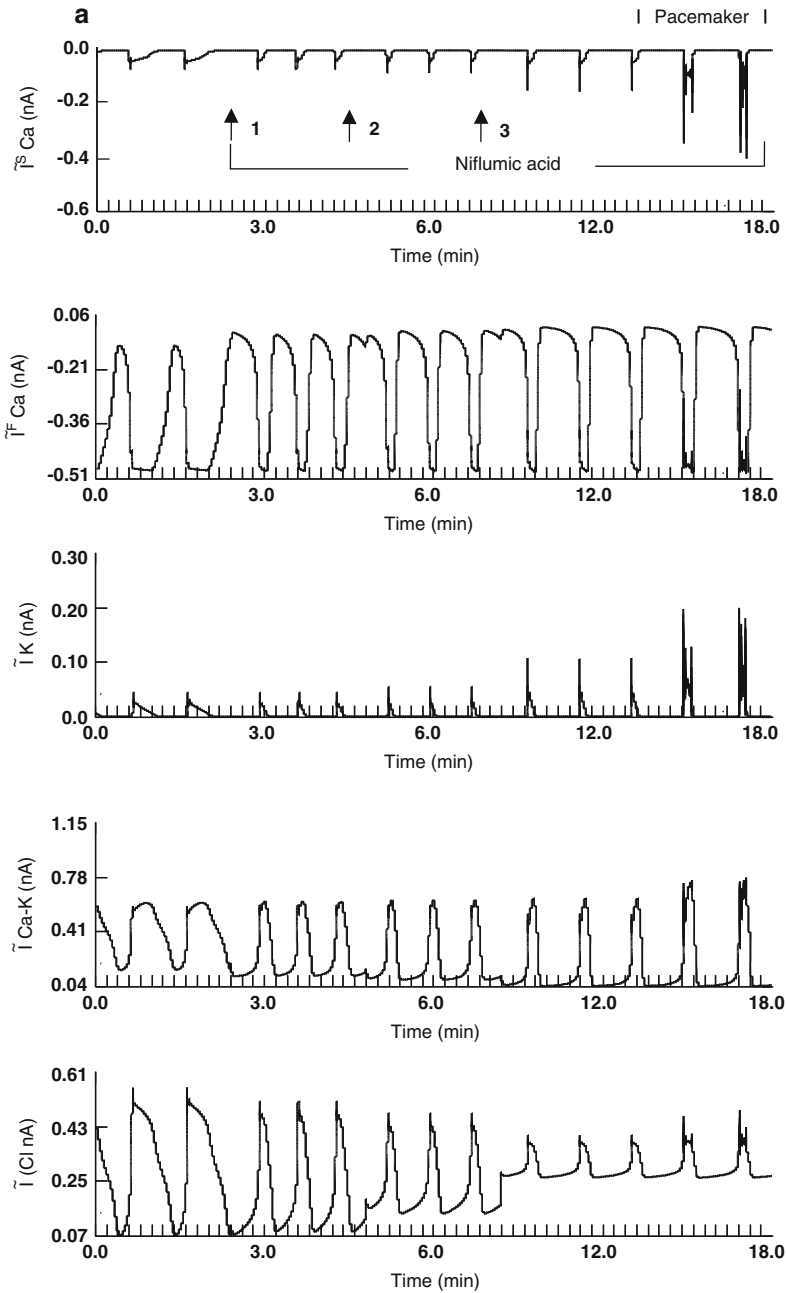 a
Pacemaker
0.0
-0.2
-0.4
-0.6
ĨˢCa (nA)
1
2
3
Niflumic acid
0.0 3.0 6.0 12.0 18.0
Time (min)
0.06
-0.21
-0.36
-0.51
ĨᶠCa (nA)
0.0 3.0 6.0 12.0 18.0
Time (min)
0.30
0.20
0.10
0.0
Ĩ K (nA)
0.0 3.0 6.0 12.0 18.0
Time (min)
1.15
0.78
0.41
0.04
Ĩ Ca-K (nA)
0.0 3.0 6.0 12.0 18.0
Time (min)
0.61
0.43
0.25
0.07
Ĩ (Cl nA)
0.0 3.0 6.0 12.0 18.0
Time (min)